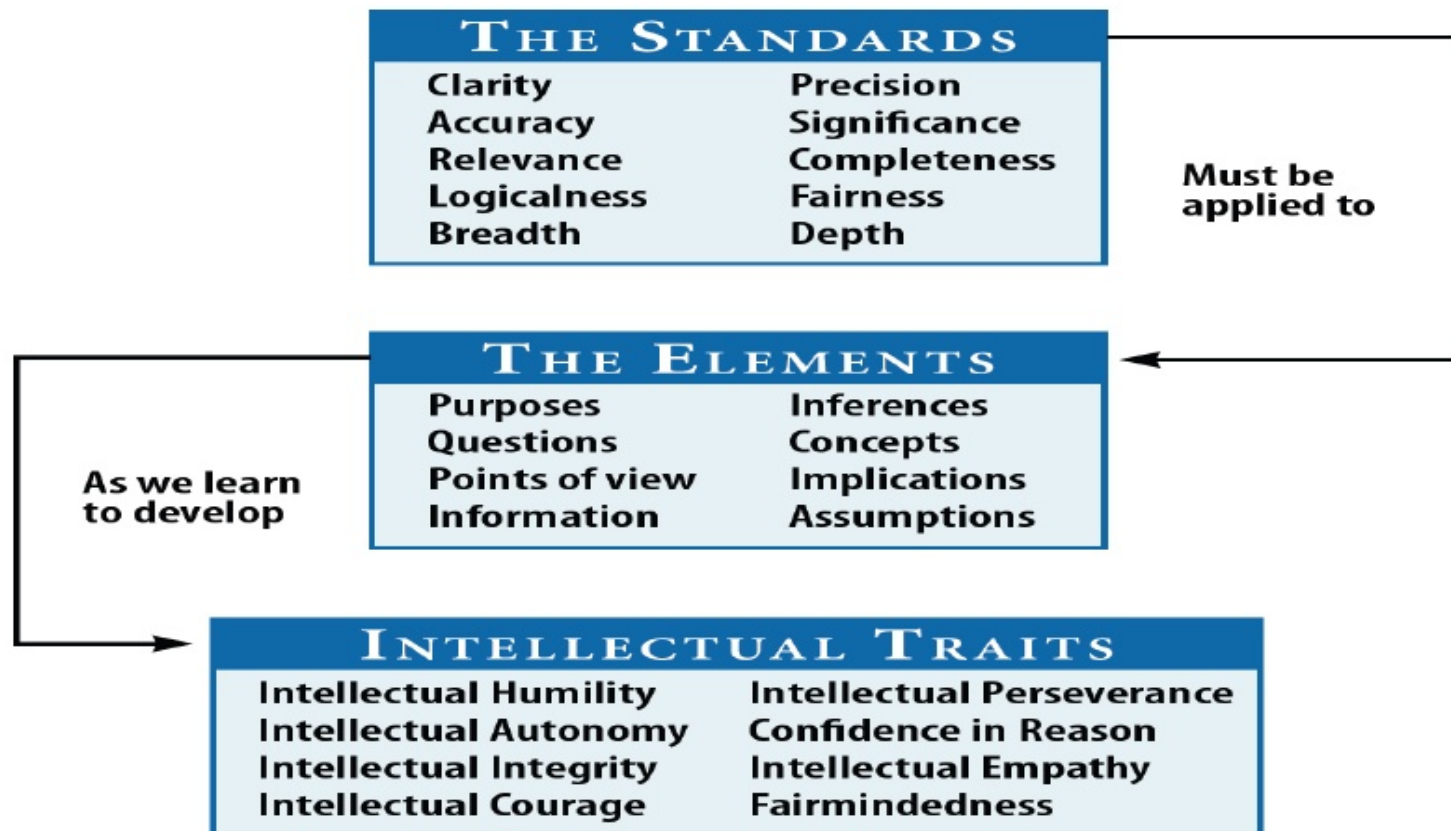 THE STANDARDS
Clarity Precision
Accuracy Significance
Relevance Completeness
Logicalness Fairness
Breadth Depth
Must be
applied to
THE ELEMENTS
Purposes Inferences
Questions Concepts
Points of view Implications
Information Assumptions
As we learn
to develop
INTELLECTUAL TRAITS
Intellectual Humility Intellectual Perseverance
Intellectual Autonomy Confidence in Reason
Intellectual Integrity Intellectual Empathy
Intellectual Courage Fairmindedness